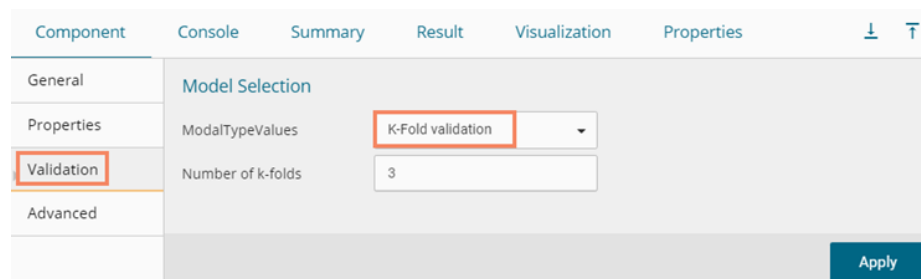 Component Console Summary Result Visualization Properties
General
Model Selection
Properties
ModalTypeValues K-Fold validation
Validation
Number of k-folds 3
Advanced
Apply